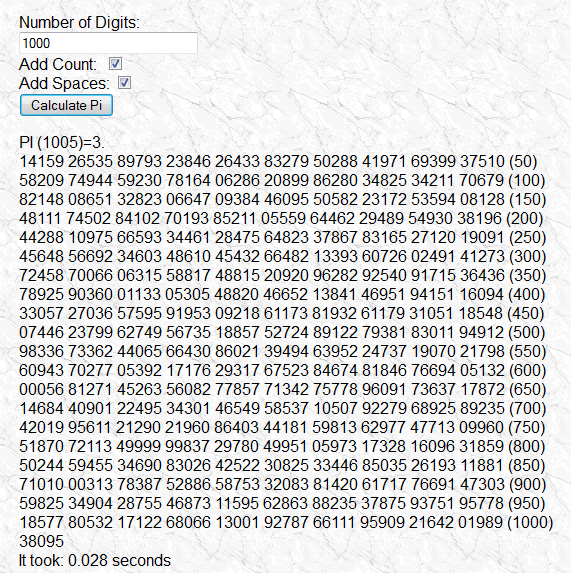 Number of Digits:
1000
Add Count:
Add Spaces:
Calculate Pi
PI (1005)=3.
14159 26535 89793 23846 26433 83279 50288 41971 69399 37510 (50)
58209 74944 59230 78164 06286 20899 86280 34825 34211 70679 (100)
82148 08651 32823 06647 09384 46095 50582 23172 53594 08128 (150)
48111 74502 84102 70193 85211 05559 64462 29489 54930 38196 (200)
44288 10975 66593 34461 28475 64823 37867 83165 27120 19091 (250)
45648 56692 34603 48610 45432 66482 13393 60726 02491 41273 (300)
72458 70066 06315 58817 48815 20920 96282 92540 91715 36436 (350)
78925 90360 01133 05305 48820 46652 13841 46951 94151 16094 (400)
33057 27036 57595 91953 09218 61173 81932 61179 31051 18548 (450)
07446 23799 62749 56735 18857 52724 89122 79381 83011 94912 (500)
98336 73362 44065 66430 86021 39494 63952 24737 19070 21798 (550)
60943 70277 05392 17176 29317 67523 84674 81846 76694 05132 (600)
00056 81271 45263 56082 77857 71342 75778 96091 73637 17872 (650)
14684 40901 22495 34301 46549 58537 10507 92279 68925 89235 (700)
42019 95611 21290 21960 86403 44181 59813 62977 47713 09960 (750)
51870 72113 49999 99837 29780 49951 05973 17328 16096 31859 (800)
50244 59455 34690 83026 42522 30825 33446 85035 26193 11881 (850)
71010 00313 78387 52886 58753 32083 81420 61717 76691 47303 (900)
59825 34904 28755 46873 11595 62863 88235 37875 93751 95778 (950)
18577 80532 17122 68066 13001 92787 66111 95909 21642 01989 (1000)
38095
It took: 0.028 seconds